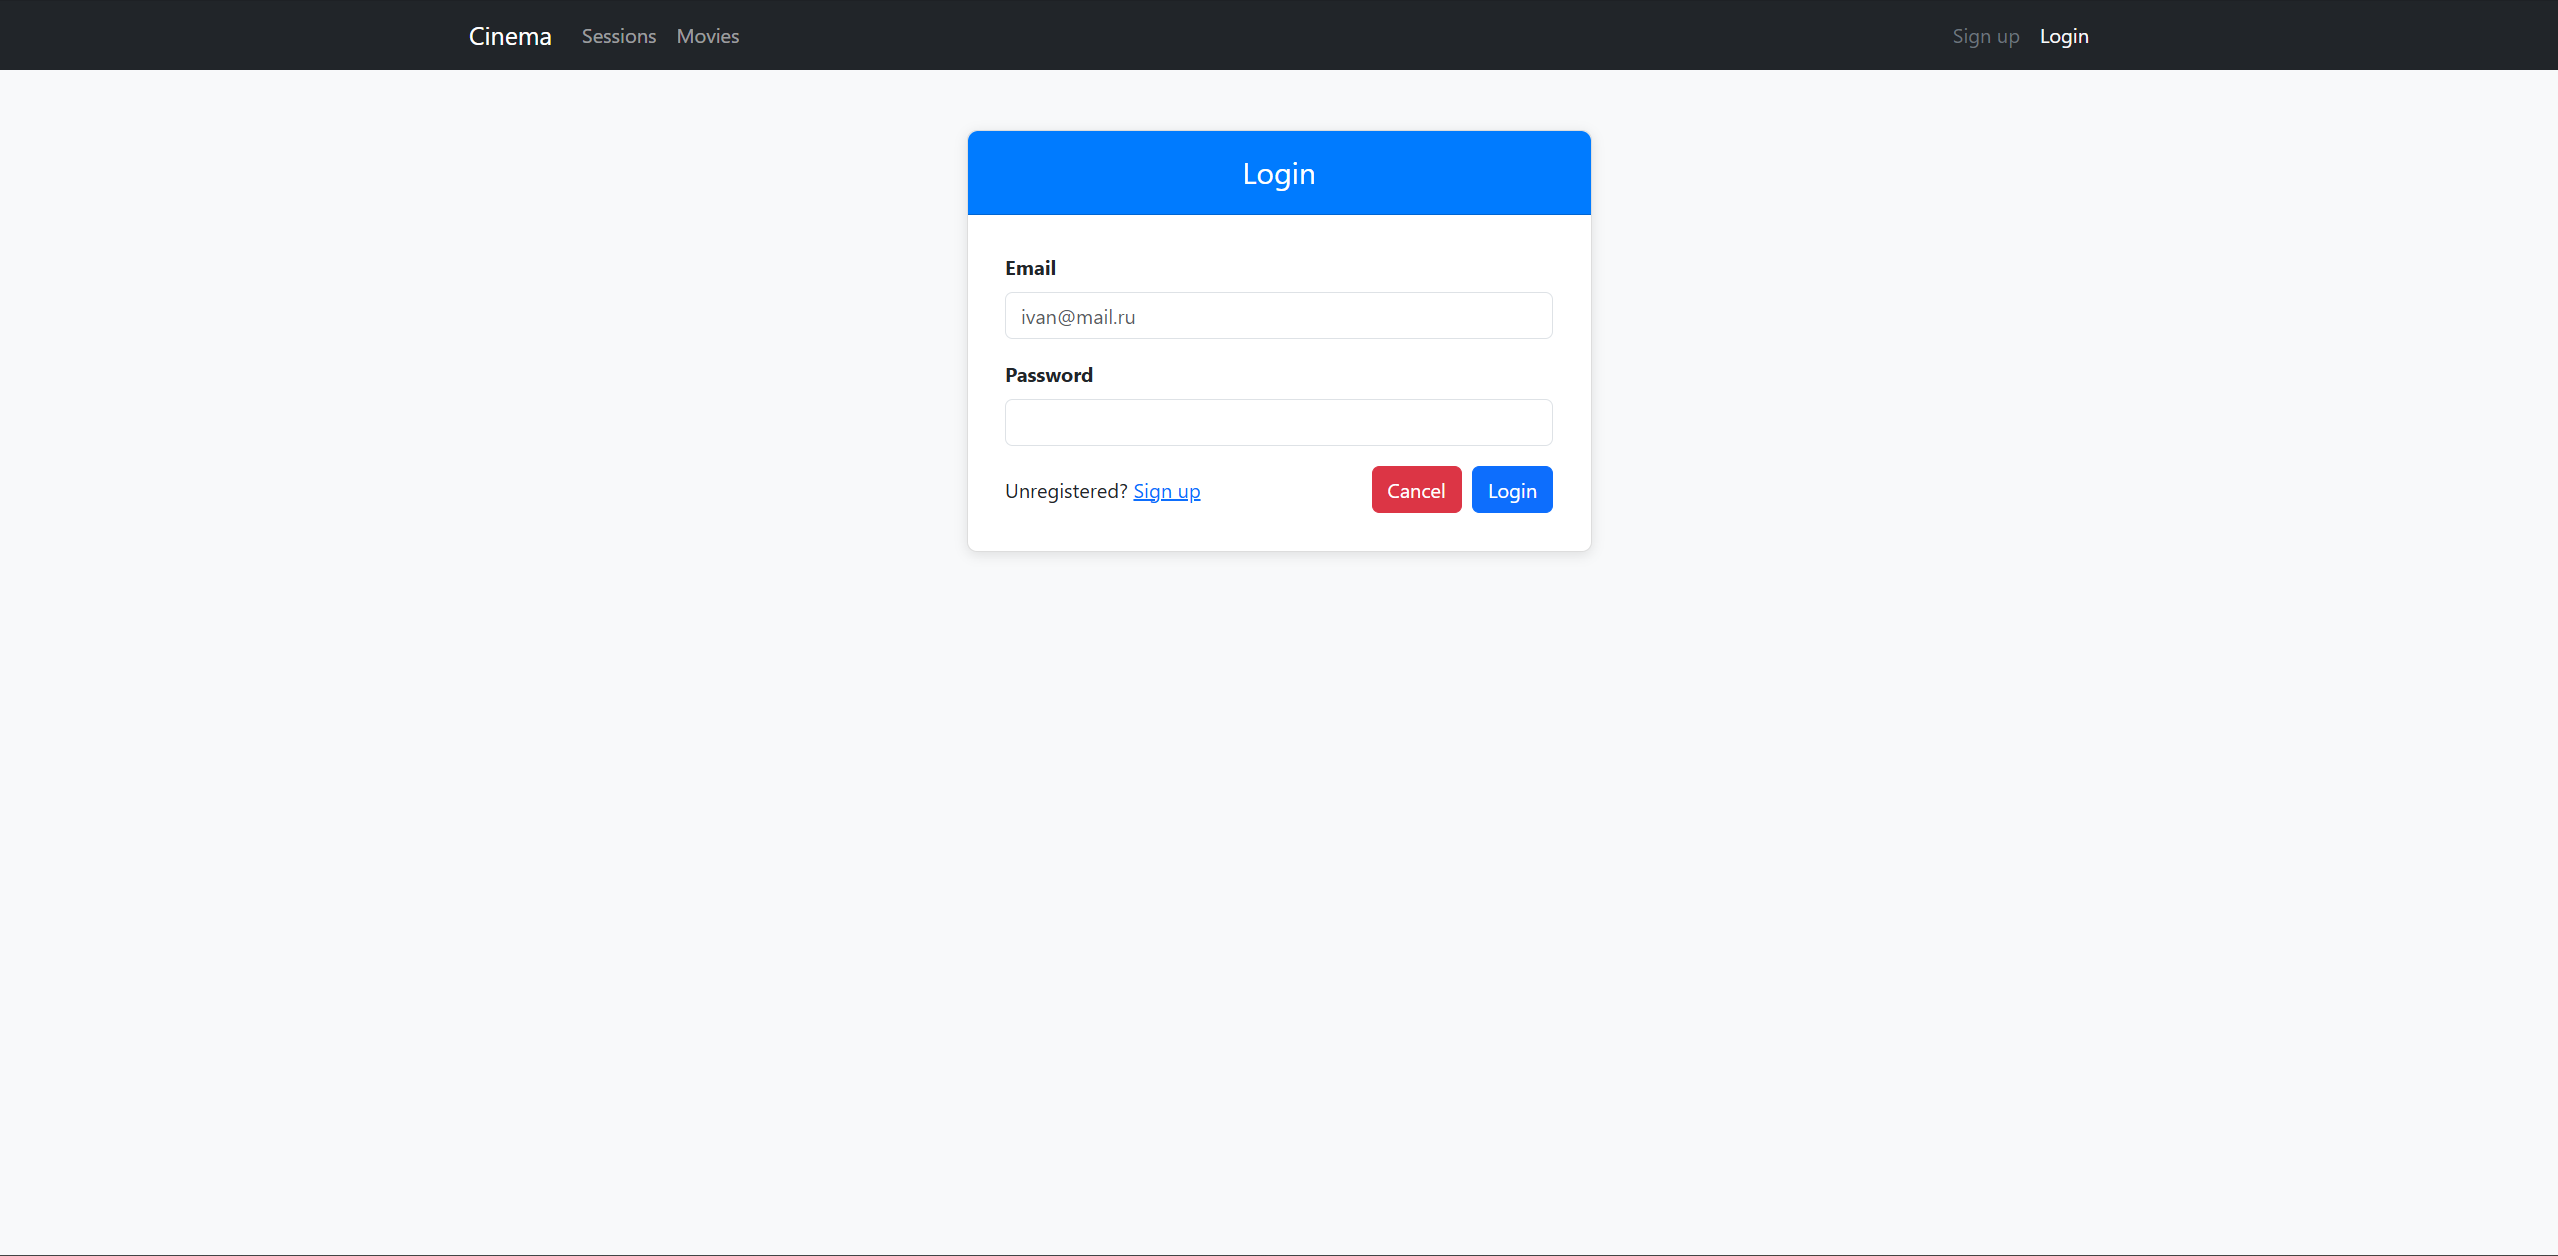 Cinema Sessions Movies Sign up Login
Login
Email
ivan@mail.ru
Password
Unregistered? Sign up Cancel Login